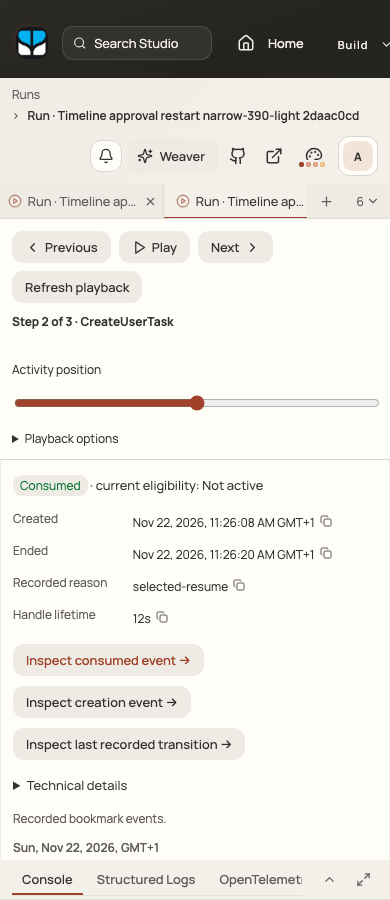 Search Studio
Home
Build
Runs
Run · Timeline approval restart narrow-390-light 2daac0cd
Weaver
A
Run · Timeline ap...
Run · Timeline ap...
6
Previous
Play
Next
Refresh playback
Step 2 of 3 · CreateUserTask
Activity position
Playback options
Consumed · current eligibility: Not active
Created
Nov 22, 2026, 11:26:08 AM GMT+1
Ended
Nov 22, 2026, 11:26:20 AM GMT+1
Recorded reason
selected-resume
Handle lifetime
12s
Inspect consumed event →
Inspect creation event →
Inspect last recorded transition →
Technical details
Recorded bookmark events.
Sun, Nov 22, 2026, GMT+1
Console
Structured Logs
OpenTelemet